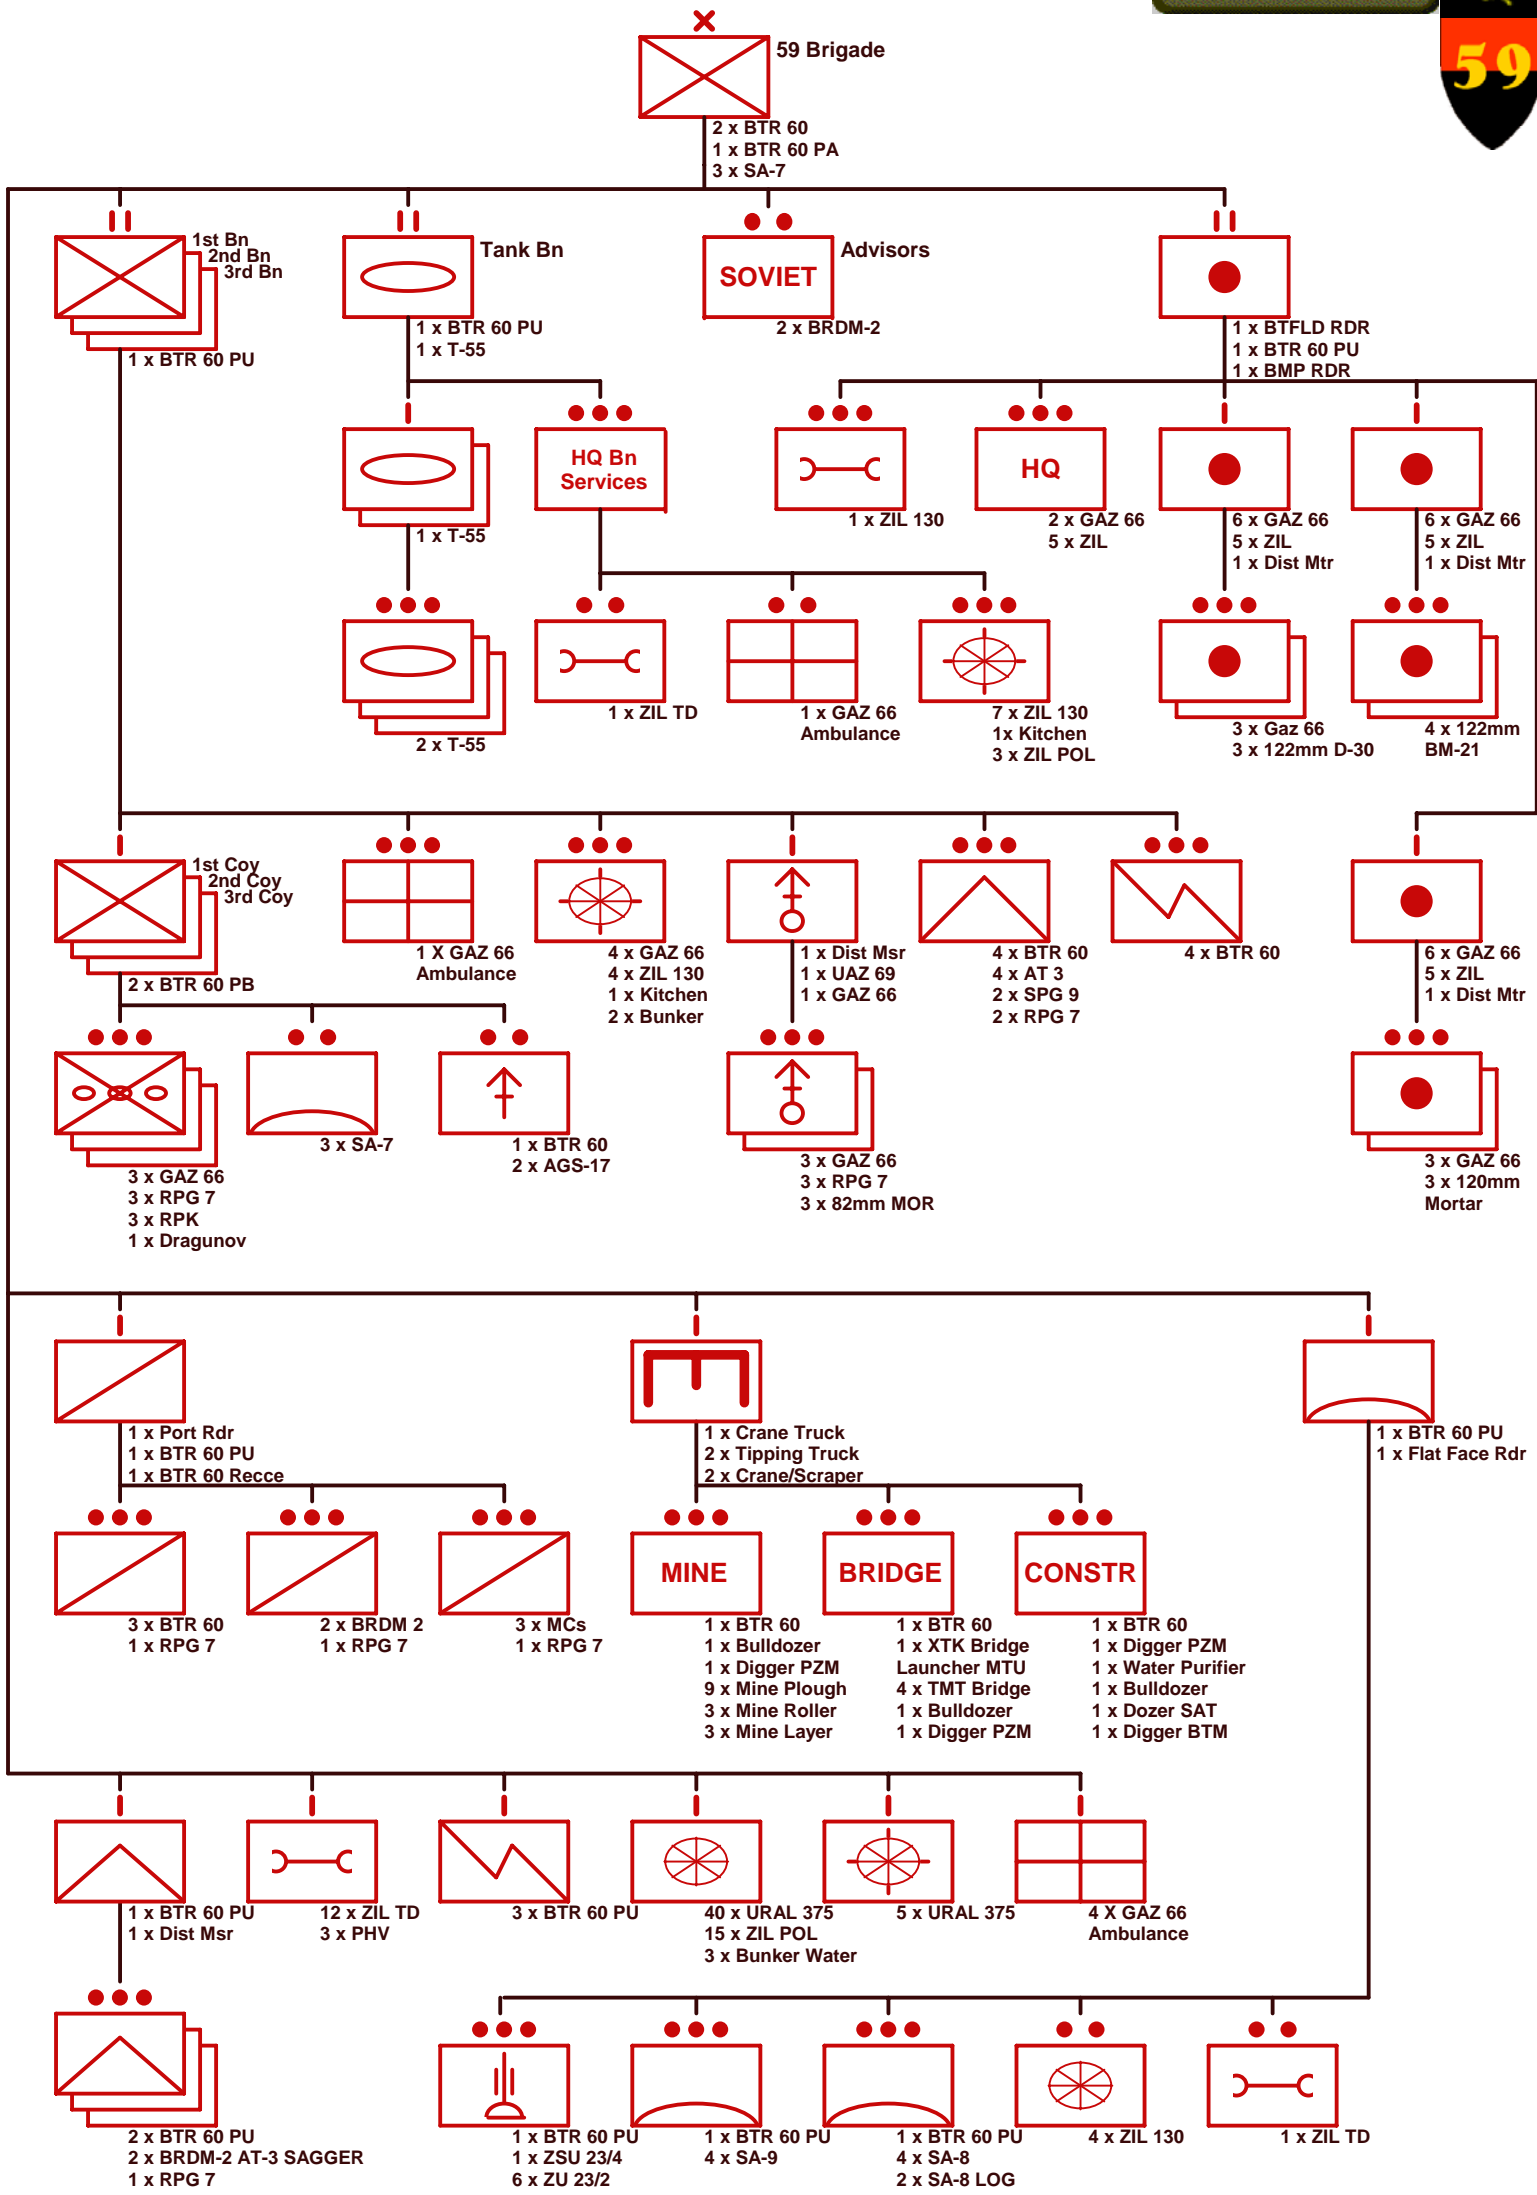 59
59 Brigade
2 x BTR 60
1 x BTR 60 PA
3 x SA-7
1st Bn
2nd Bn
3rd Bn
1 x BTR 60 PU
Tank Bn
1 x BTR 60 PU
1 x T-55
SOVIET
Advisors
2 x BRDM-2
1 x BTFLD RDR
1 x BTR 60 PU
1 x BMP RDR
1 x T-55
HQ Bn
Services
1 x ZIL 130
HQ
2 x GAZ 66
5 x ZIL
6 x GAZ 66
5 x ZIL
1 x Dist Mtr
6 x GAZ 66
5 x ZIL
1 x Dist Mtr
2 x T-55
1 x ZIL TD
1 x GAZ 66
Ambulance
7 x ZIL 130
1x Kitchen
3 x ZIL POL
3 x Gaz 66
3 x 122mm D-30
4 x 122mm
BM-21
1st Coy
2nd Coy
3rd Coy
2 x BTR 60 PB
1 X GAZ 66
Ambulance
4 x GAZ 66
4 x ZIL 130
1 x Kitchen
2 x Bunker
1 x Dist Msr
1 x UAZ 69
1 x GAZ 66
4 x BTR 60
4 x AT 3
2 x SPG 9
2 x RPG 7
4 x BTR 60
6 x GAZ 66
5 x ZIL
1 x Dist Mtr
3 x GAZ 66
3 x RPG 7
3 x RPK
1 x Dragunov
3 x SA-7
1 x BTR 60
2 x AGS-17
3 x GAZ 66
3 x RPG 7
3 x 82mm MOR
3 x GAZ 66
3 x 120mm
Mortar
1 x Port Rdr
1 x BTR 60 PU
1 x BTR 60 Recce
1 x Crane Truck
2 x Tipping Truck
2 x Crane/Scraper
1 x BTR 60 PU
1 x Flat Face Rdr
3 x BTR 60
1 x RPG 7
2 x BRDM 2
1 x RPG 7
3 x MCs
1 x RPG 7
MINE
1 x BTR 60
1 x Bulldozer
1 x Digger PZM
9 x Mine Plough
3 x Mine Roller
3 x Mine Layer
BRIDGE
1 x BTR 60
1 x XTK Bridge
Launcher MTU
4 x TMT Bridge
1 x Bulldozer
1 x Digger PZM
CONSTR
1 x BTR 60
1 x Digger PZM
1 x Water Purifier
1 x Bulldozer
1 x Dozer SAT
1 x Digger BTM
1 x BTR 60 PU
1 x Dist Msr
12 x ZIL TD
3 x PHV
3 x BTR 60 PU
40 x URAL 375
15 x ZIL POL
3 x Bunker Water
5 x URAL 375
4 X GAZ 66
Ambulance
2 x BTR 60 PU
2 x BRDM-2 AT-3 SAGGER
1 x RPG 7
1 x BTR 60 PU
1 x ZSU 23/4
6 x ZU 23/2
1 x BTR 60 PU
4 x SA-9
1 x BTR 60 PU
4 x SA-8
2 x SA-8 LOG
4 x ZIL 130
1 x ZIL TD